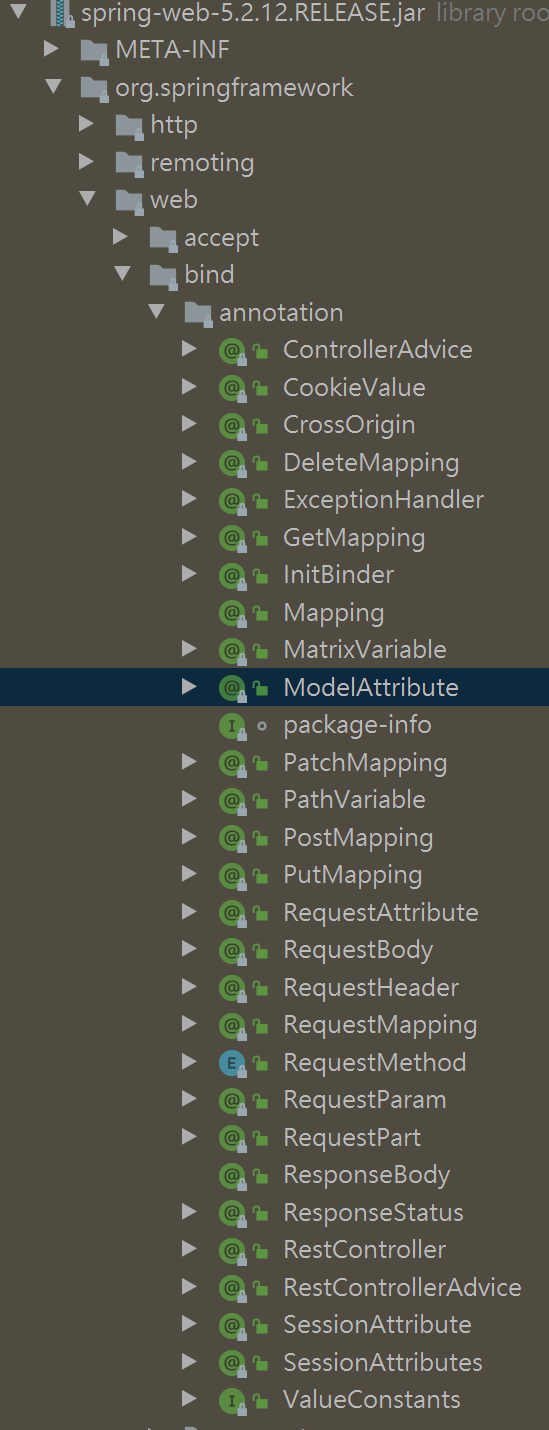 spring-web-5.2.12.RELEASE.jar library roo
META-INF
org.springframework
http
remoting
web
accept
bind
annotation
ControllerAdvice
CookieValue
CrossOrigin
DeleteMapping
ExceptionHandler
GetMapping
InitBinder
Mapping
MatrixVariable
ModelAttribute
package-info
PatchMapping
PathVariable
PostMapping
PutMapping
RequestAttribute
RequestBody
RequestHeader
RequestMapping
RequestMethod
RequestParam
RequestPart
ResponseBody
ResponseStatus
RestController
RestControllerAdvice
SessionAttribute
SessionAttributes
ValueConstants